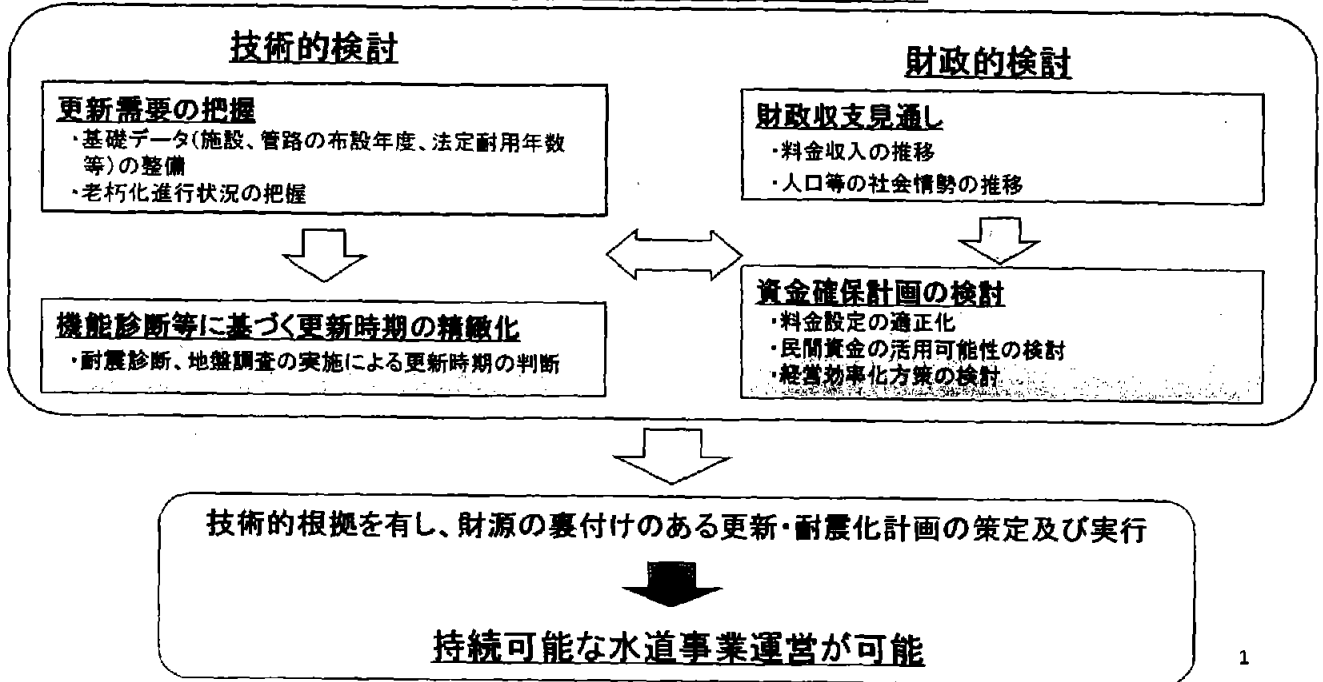 技術的検討
更新需要の把握
・基礎データ(施設、管路の布設年度、法定耐用年数
等)の整備
・老朽化進行状況の把握
機能診断等に基づく更新時期の精緻化
・耐震診断、地盤調査の実施による更新時期の判断
財政的検討
財政収支見通し
・料金収入の推移
・人口等の社会情勢の推移
資金確保計画の検討
・料金設定の適正化
・民間資金の活用可能性の検討
・経営効率化方策の検討
技術的根拠を有し、財源の裏付けのある更新・耐震化計画の策定及び実行
持続可能な水道事業運営が可能
1